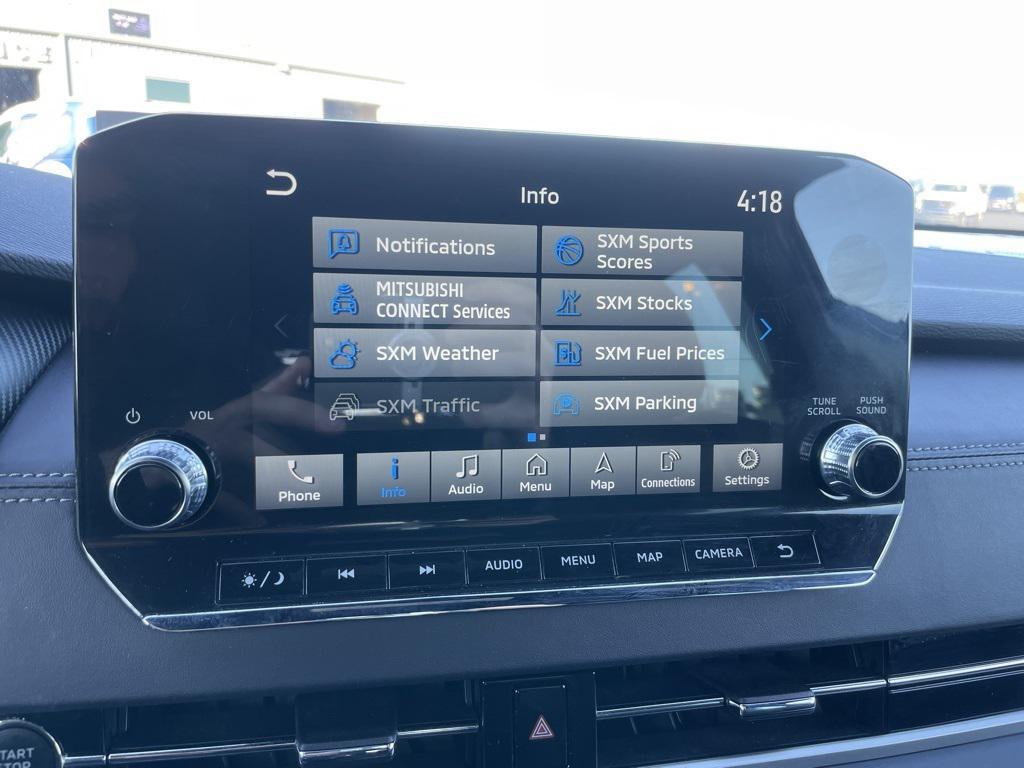 Info
4:18
Notifications
SXM Sports
Scores
MITSUBISHI
CONNECT Services
SXM Stocks
SXM Weather
SXM Fuel Prices
SXM Traffic
SXM Parking
VOL
TUNE
SCROLL
PUSH
SOUND
Phone
Info
Audio
Menu
Map
Connections
Settings
AUDIO
MENU
MAP
CAMERA
START
STOP